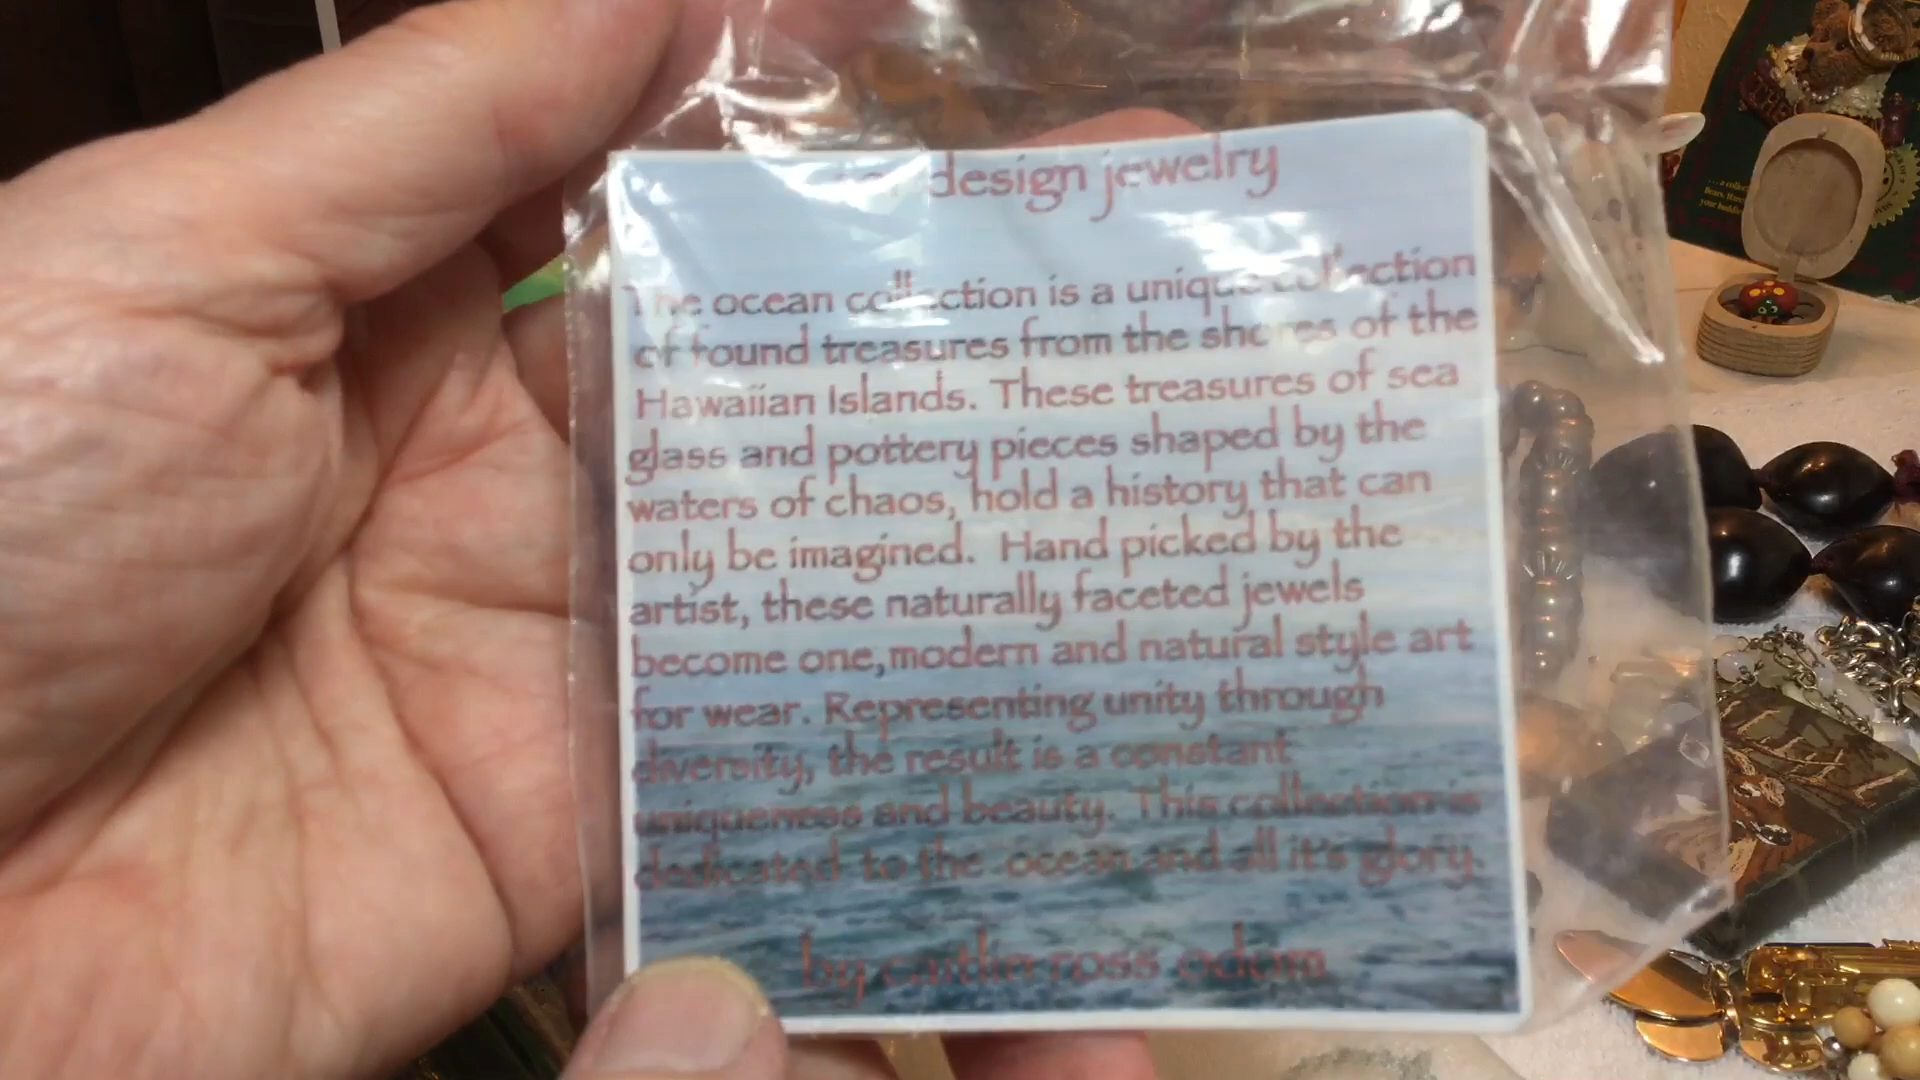 design jewelry
The ocean collection is a unique collection
of found treasures from the shores of the
Hawaiian Islands. These treasures of sea
glass and pottery pieces shaped by the
waters of chaos, hold a history that can
only be imagined. Hand picked by the
artist, these naturally faceted jewels
become one, modern and natural style art
for wear. Representing unity through
diversity, the result is a constant
uniqueness and beauty. This collection is
dedicated to the ocean and all it's glory.
by caitlin ross odom